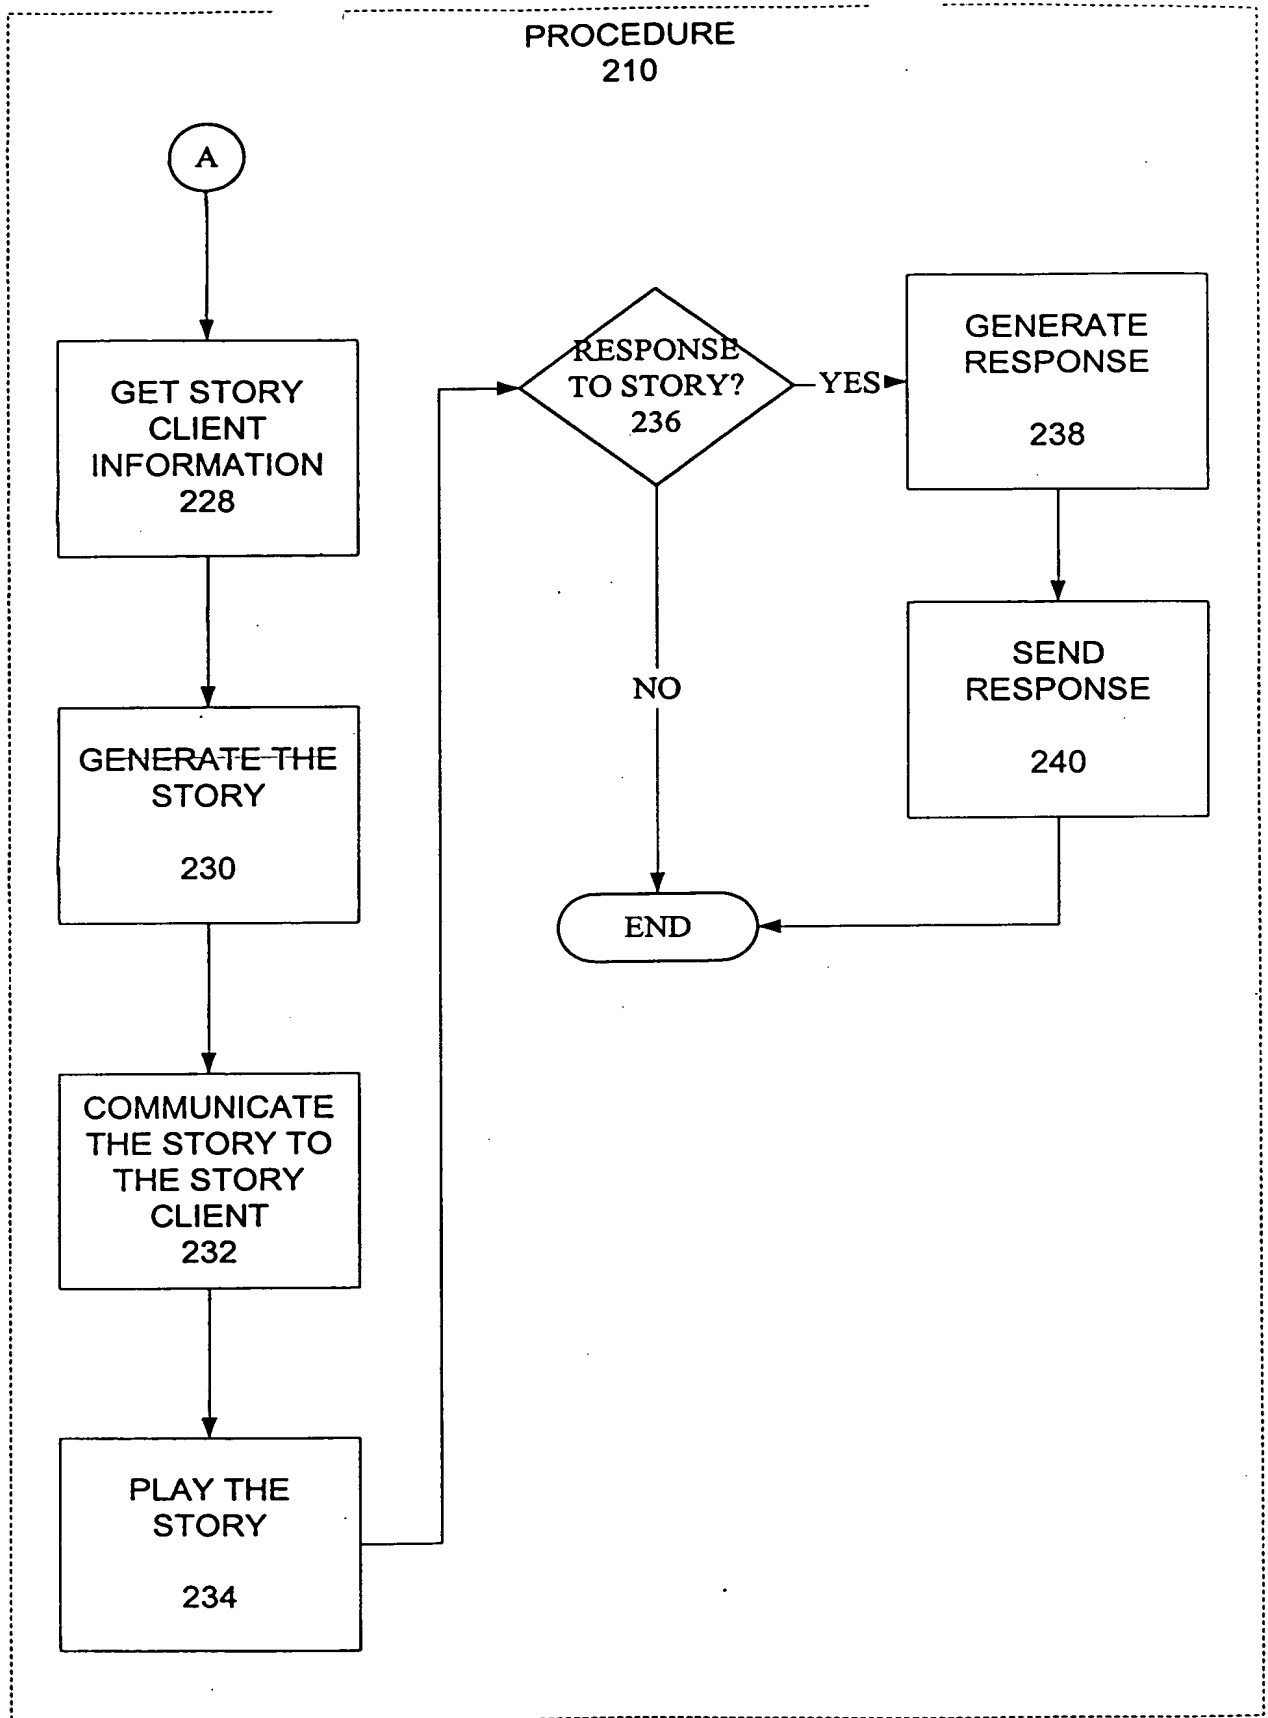 PROCEDURE
210
A
GET STORY
CLIENT
INFORMATION
228
GENERATE THE
STORY
230
COMMUNICATE
THE STORY TO
THE STORY
CLIENT
232
PLAY THE
STORY
234
RESPONSE
TO STORY?
236
YES
NO
GENERATE
RESPONSE
238
SEND
RESPONSE
240
END